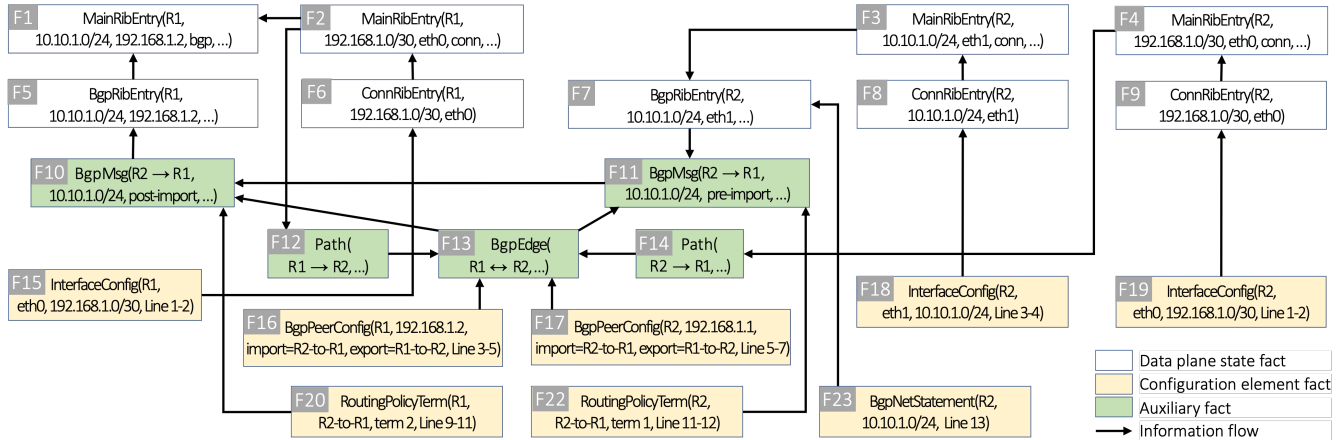 F1 MainRibEntry(R1,
10.10.1.0/24, 192.168.1.2, bgp, ...)
F2 MainRibEntry(R1,
192.168.1.0/30, eth0, conn, ...)
F3 MainRibEntry(R2,
10.10.1.0/24, eth1, conn, ...)
F4 MainRibEntry(R2,
192.168.1.0/30, eth0, conn, ...)
F5 BgpRibEntry(R1,
10.10.1.0/24, 192.168.1.2, ...)
F6 ConnRibEntry(R1,
192.168.1.0/30, eth0)
F7 BgpRibEntry(R2,
10.10.1.0/24, eth1, ...)
F8 ConnRibEntry(R2,
10.10.1.0/24, eth1)
F9 ConnRibEntry(R2,
192.168.1.0/30, eth0)
F10 BgpMsg(R2 → R1,
10.10.1.0/24, post-import, ...)
F11 BgpMsg(R2 → R1,
10.10.1.0/24, pre-import, ...)
F12 Path(
R1 → R2, ...)
F13 BgpEdge(
R1 ↔ R2, ...)
F14 Path(
R2 → R1, ...)
F15 InterfaceConfig(R1,
eth0, 192.168.1.0/30, Line 1-2)
F16 BgpPeerConfig(R1, 192.168.1.2,
import=R2-to-R1, export=R1-to-R2, Line 3-5)
F17 BgpPeerConfig(R2, 192.168.1.1,
import=R2-to-R1, export=R1-to-R2, Line 5-7)
F18 InterfaceConfig(R2,
eth1, 10.10.1.0/24, Line 3-4)
F19 InterfaceConfig(R2,
eth0, 192.168.1.0/30, Line 1-2)
F20 RoutingPolicyTerm(R1,
R2-to-R1, term 2, Line 9-11)
F22 RoutingPolicyTerm(R2,
R2-to-R1, term 1, Line 11-12)
F23 BgpNetStatement(R2,
10.10.1.0/24, Line 13)
Data plane state fact
Configuration element fact
Auxiliary fact
Information flow